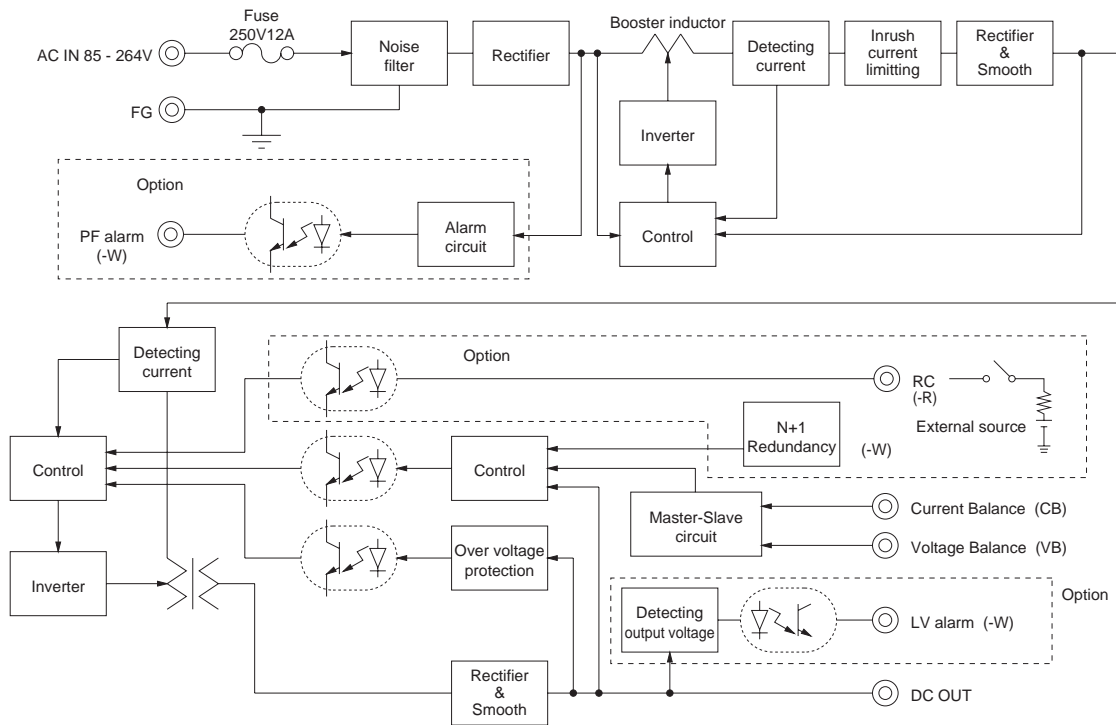 Fuse
250V12A
Booster inductor
AC IN 85 - 264V
Noise
filter
Rectifier
Detecting
current
Inrush
current
limitting
Rectifier
&
Smooth
FG
Inverter
Option
PF alarm
(-W)
Alarm
circuit
Control
Detecting
current
Option
RC
(-R)
External source
N+1
Redundancy
(-W)
Control
Control
Master-Slave
circuit
Current Balance (CB)
Voltage Balance (VB)
Inverter
Over voltage
protection
Option
Detecting
output voltage
LV alarm (-W)
Rectifier
&
Smooth
DC OUT